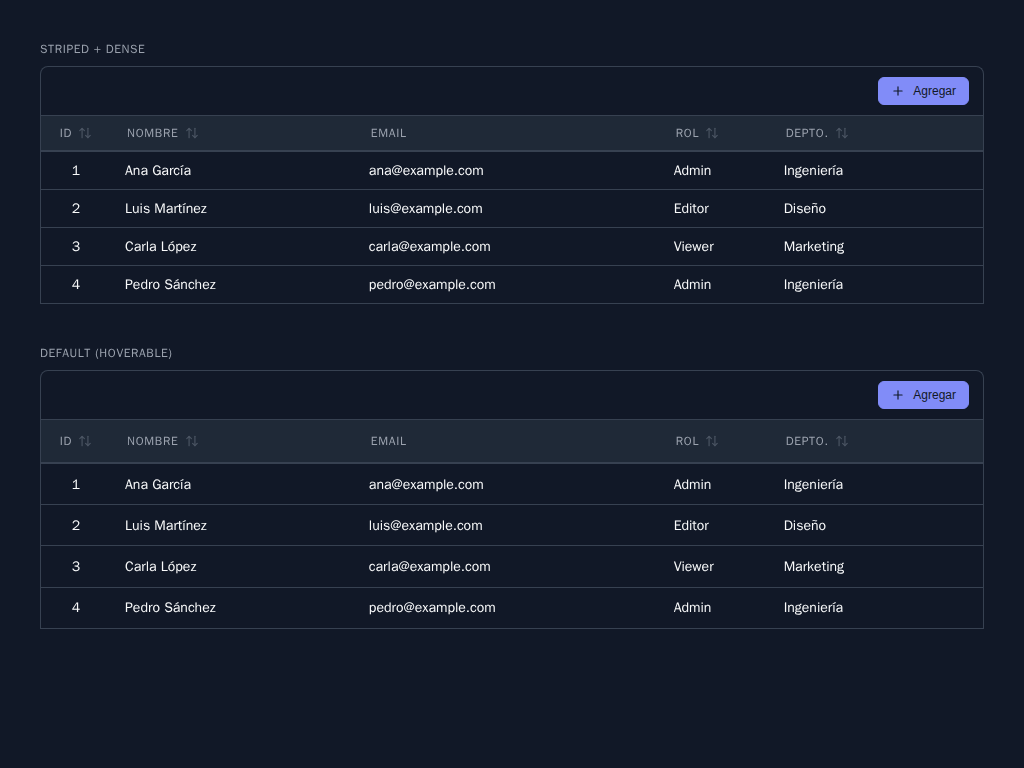 STRIPED + DENSE
Agregar
ID NOMBRE EMAIL ROL DEPTO.
1 Ana García ana@example.com Admin Ingeniería
2 Luis Martínez luis@example.com Editor Diseño
3 Carla López carla@example.com Viewer Marketing
4 Pedro Sánchez pedro@example.com Admin Ingeniería
DEFAULT (HOVERABLE)
Agregar
ID NOMBRE EMAIL ROL DEPTO.
1 Ana García ana@example.com Admin Ingeniería
2 Luis Martínez luis@example.com Editor Diseño
3 Carla López carla@example.com Viewer Marketing
4 Pedro Sánchez pedro@example.com Admin Ingeniería